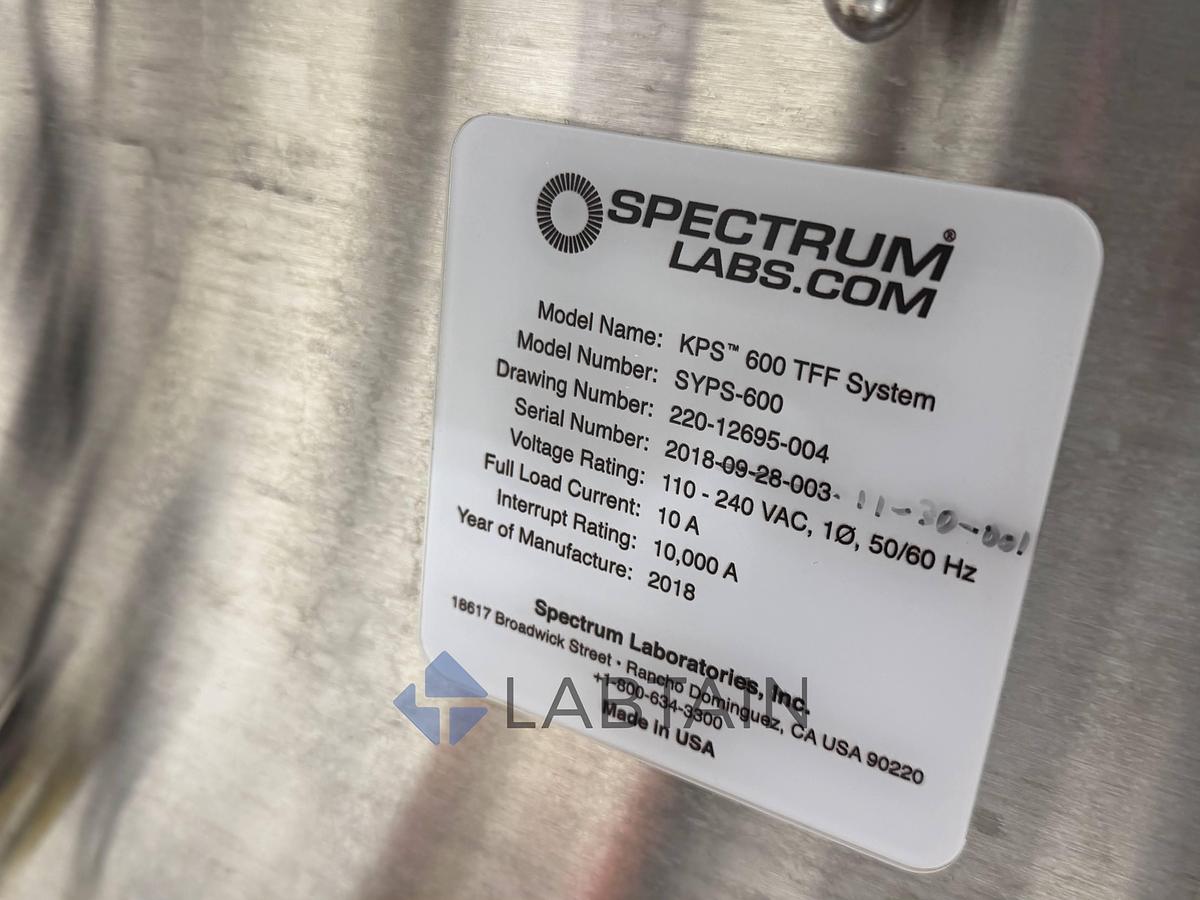 SPECTRUM®
LABS.COM
Model Name: KPS™ 600 TFF System
Model Number: SYPS-600
Drawing Number: 220-12695-004
Serial Number: 2018-09-28-003- 11-30-001
Voltage Rating: 110 - 240 VAC, 1Ø, 50/60 Hz
Full Load Current: 10 A
Interrupt Rating: 10,000 A
Year of Manufacture: 2018
Spectrum Laboratories, Inc.
18617 Broadwick Street • Rancho Dominguez, CA USA 90220
+1-800-634-3300
Made In USA
LABTAIN